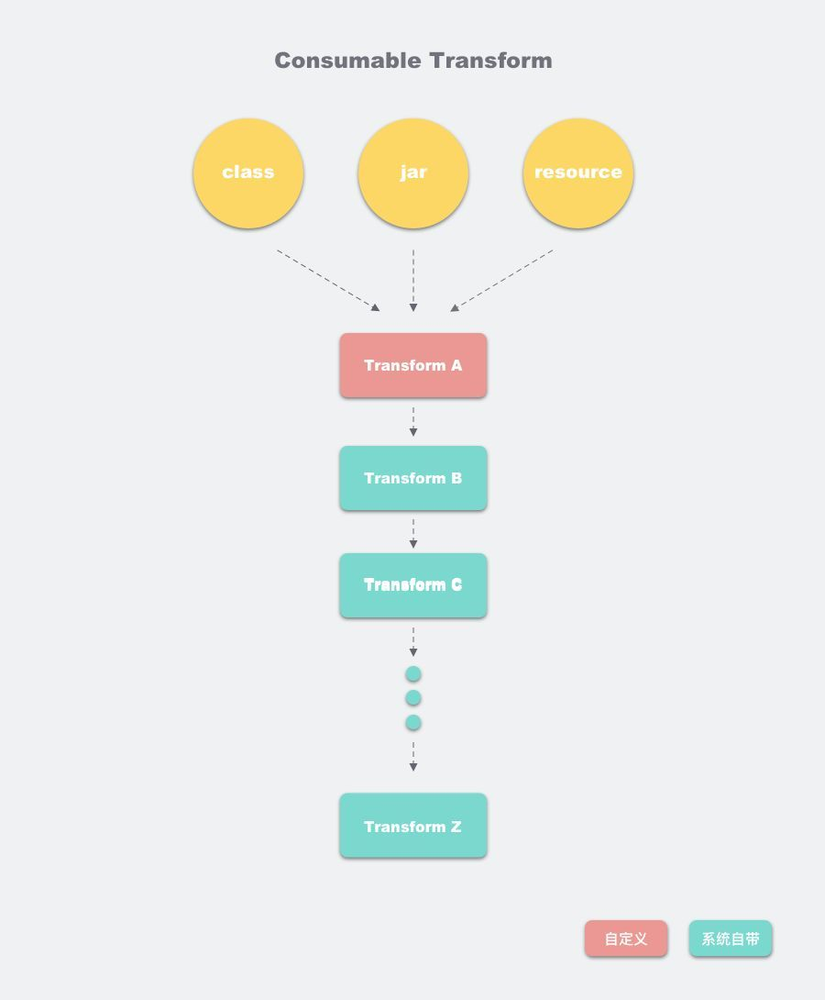 Consumable Transform
class
jar
resource
Transform A
Transform B
Transform C
Transform Z
自定义
系统自带